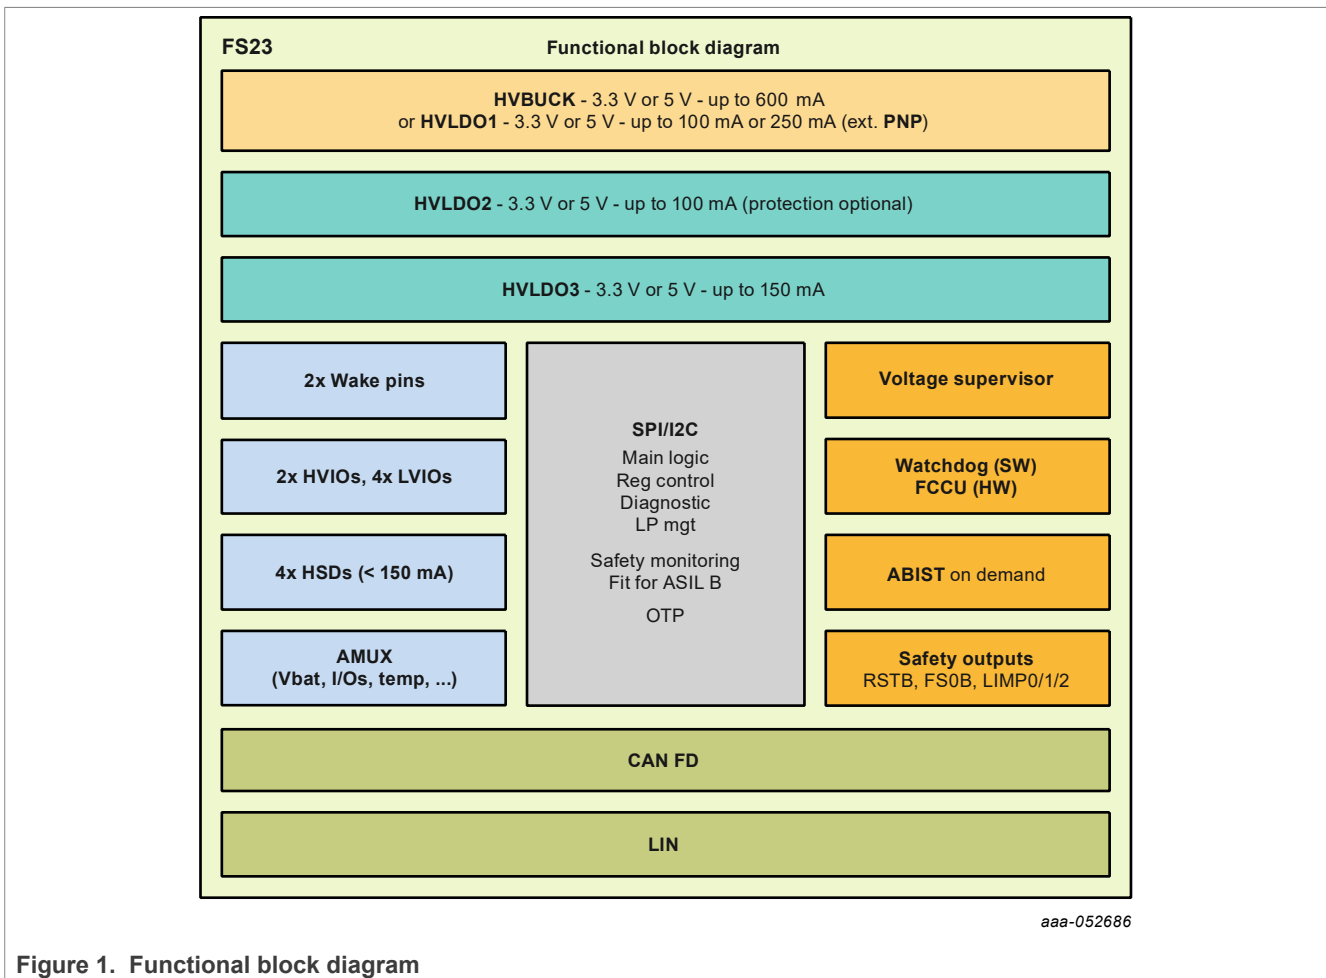 FS23
Functional block diagram
HVBUCK - 3.3 V or 5 V - up to 600 mA
or HVLDO1 - 3.3 V or 5 V - up to 100 mA or 250 mA (ext. PNP)
HVLDO2 - 3.3 V or 5 V - up to 100 mA (protection optional)
HVLDO3 - 3.3 V or 5 V - up to 150 mA
2x Wake pins
2x HVIOs, 4x LVIOs
4x HSDs (< 150 mA)
AMUX
(Vbat, I/Os, temp, ...)
SPI/I2C
Main logic
Reg control
Diagnostic
LP mgt
Safety monitoring
Fit for ASIL B
OTP
Voltage supervisor
Watchdog (SW)
FCCU (HW)
ABIST on demand
Safety outputs
RSTB, FS0B, LIMP0/1/2
CAN FD
LIN
aaa-052686
Figure 1. Functional block diagram